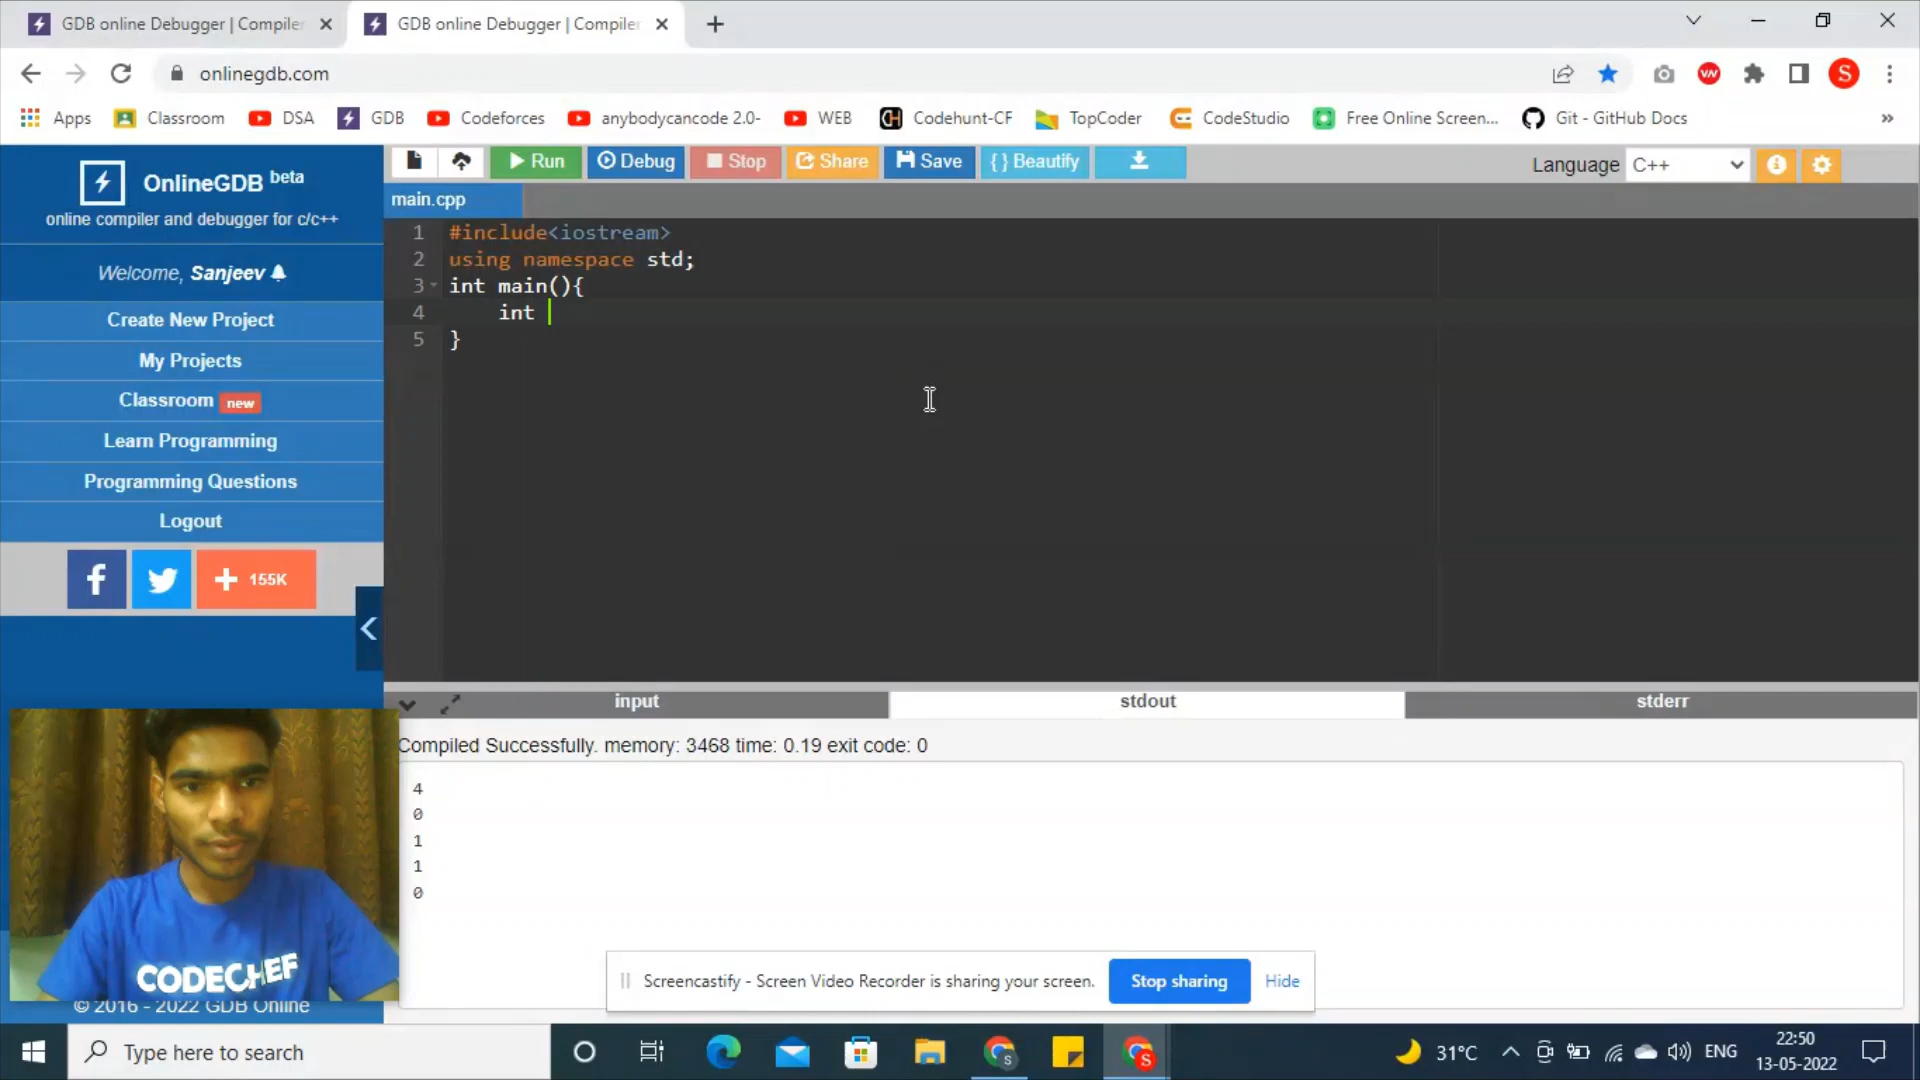 GDB online Debugger | Compiler
GDB online Debugger | Compiler
onlinegdb.com
S
Apps Classroom DSA GDB Codeforces anybodycancode 2.0- WEB Codehunt-CF TopCoder CodeStudio Free Online Screen... Git - GitHub Docs »
OnlineGDB beta
online compiler and debugger for c/c++
Welcome, Sanjeev
Create New Project
My Projects
Classroom new
Learn Programming
Programming Questions
Logout
155K
© 2016 - 2022 GDB Online
Run Debug Stop Share Save { } Beautify
Language C++
main.cpp
1 #include<iostream>
2 using namespace std;
3 int main(){
4 int
5 }
input stdout stderr
Compiled Successfully. memory: 3468 time: 0.19 exit code: 0
4
0
1
1
0
CODECHEF
Screencastify - Screen Video Recorder is sharing your screen. Stop sharing Hide
Type here to search
31°C ENG
22:50
13-05-2022